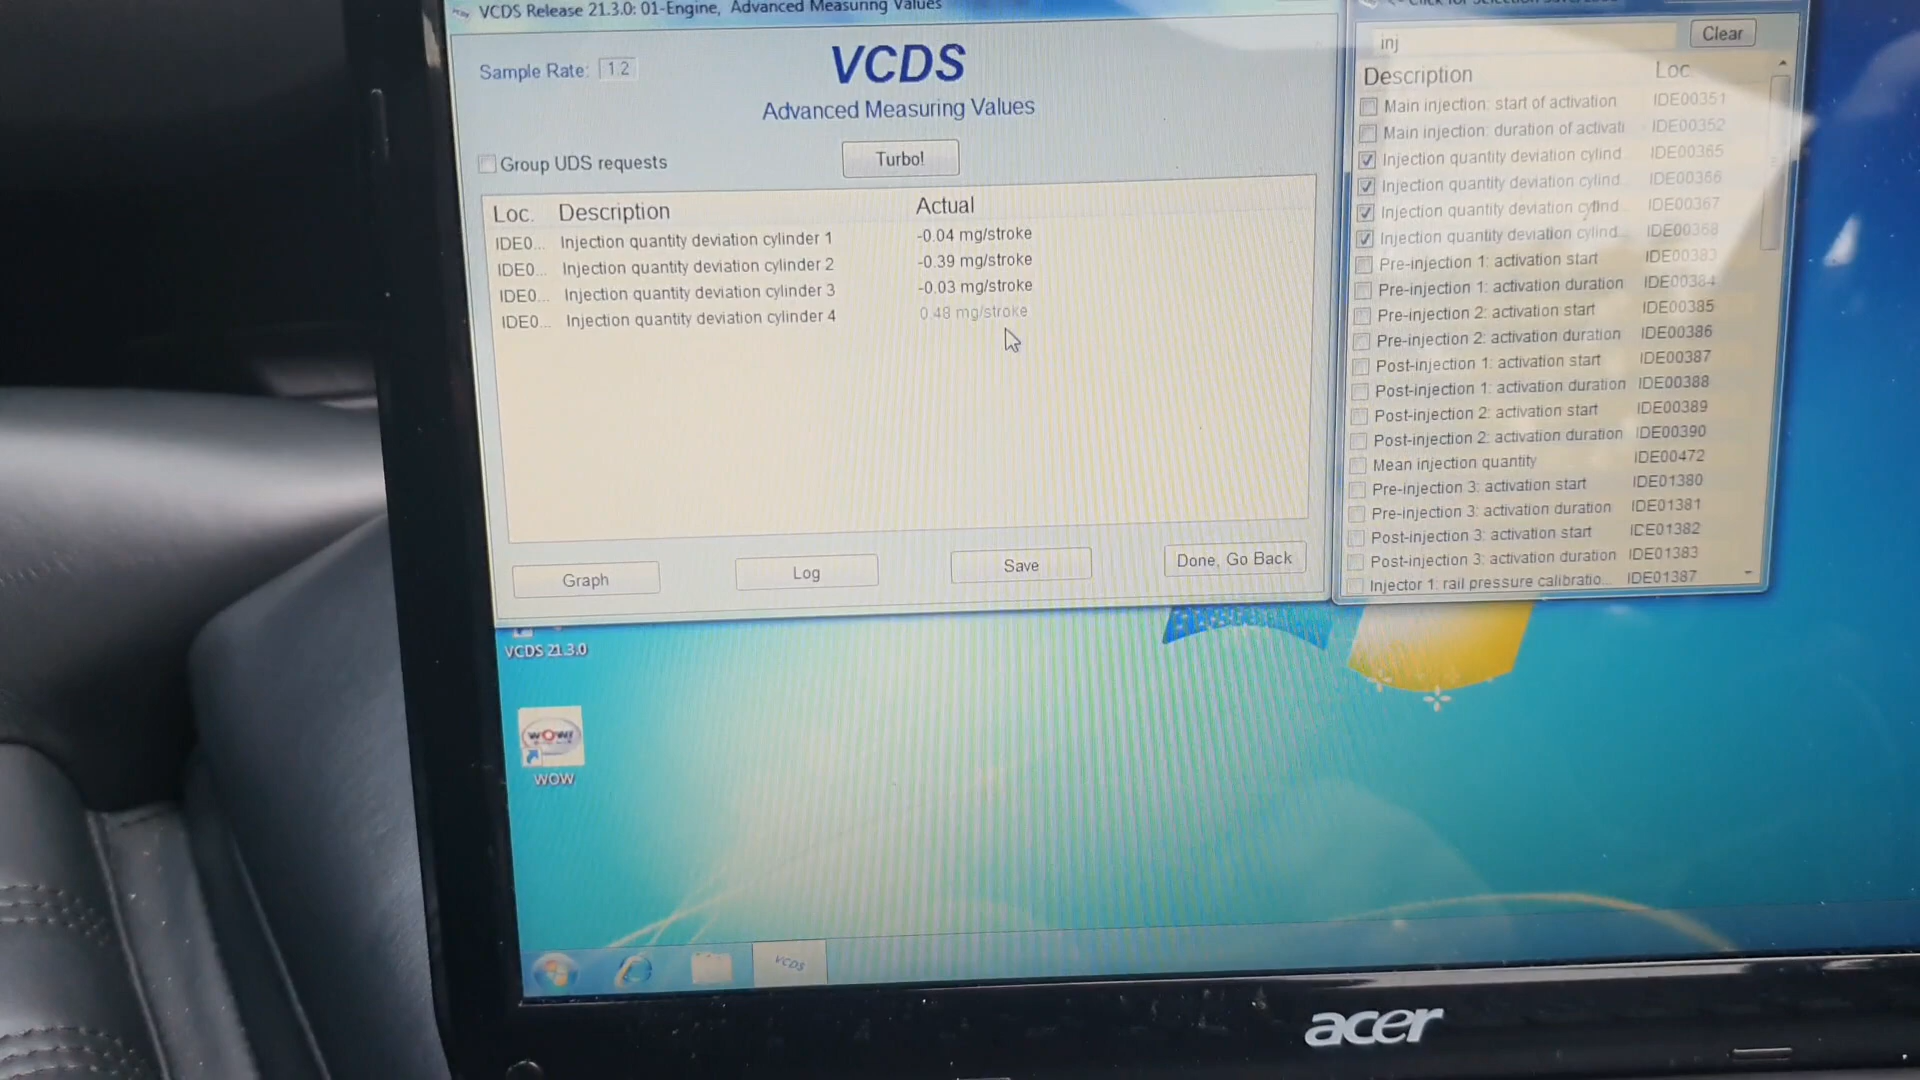 VCDS Release 21.3.0: 01-Engine, Advanced Measuring Values
Sample Rate: 1.2
VCDS
Advanced Measuring Values
Group UDS requests
Turbo!
Loc. Description Actual
IDE0... Injection quantity deviation cylinder 1 -0.04 mg/stroke
IDE0... Injection quantity deviation cylinder 2 -0.39 mg/stroke
IDE0... Injection quantity deviation cylinder 3 -0.03 mg/stroke
IDE0... Injection quantity deviation cylinder 4 0.48 mg/stroke
Graph Log Save Done, Go Back
inj Clear
Description Loc
Main injection: start of activation IDE00351
Main injection: duration of activati IDE00352
Injection quantity deviation cylind... IDE00365
Injection quantity deviation cylind... IDE00366
Injection quantity deviation cylind... IDE00367
Injection quantity deviation cylind... IDE00368
Pre-injection 1: activation start IDE00383
Pre-injection 1: activation duration IDE00384
Pre-injection 2: activation start IDE00385
Pre-injection 2: activation duration IDE00386
Post-injection 1: activation start IDE00387
Post-injection 1: activation duration IDE00388
Post-injection 2: activation start IDE00389
Post-injection 2: activation duration IDE00390
Mean injection quantity IDE00472
Pre-injection 3: activation start IDE01380
Pre-injection 3: activation duration IDE01381
Post-injection 3: activation start IDE01382
Post-injection 3: activation duration IDE01383
Injector 1: rail pressure calibratio... IDE01387
VCDS 21.3.0
WOW!
WOW
VCDS
acer